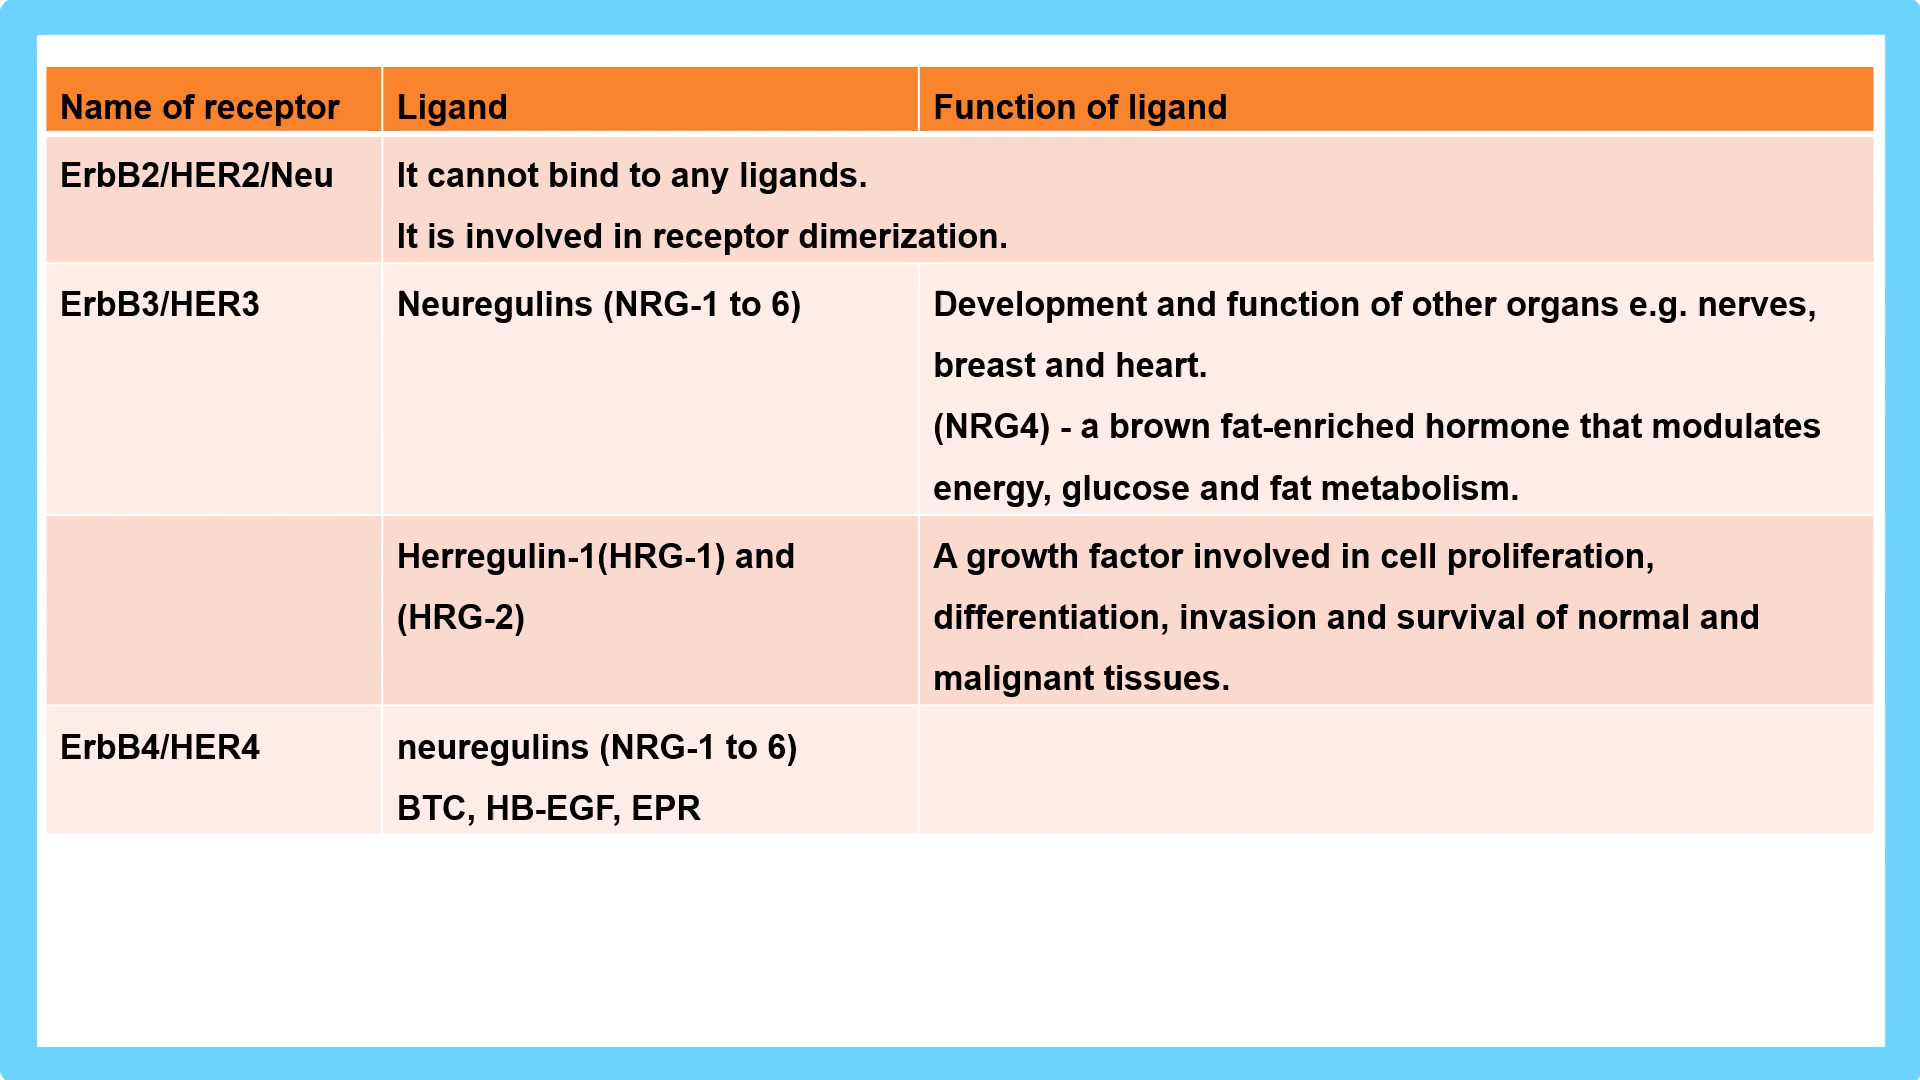 Name of receptor
Ligand
Function of ligand
ErbB2/HER2/Neu
It cannot bind to any ligands.
It is involved in receptor dimerization.
ErbB3/HER3
Neuregulins (NRG-1 to 6)
Development and function of other organs e.g. nerves,
breast and heart.
(NRG4) - a brown fat-enriched hormone that modulates
energy, glucose and fat metabolism.
Herregulin-1(HRG-1) and
(HRG-2)
A growth factor involved in cell proliferation,
differentiation, invasion and survival of normal and
malignant tissues.
ErbB4/HER4
neuregulins (NRG-1 to 6)
BTC, HB-EGF, EPR